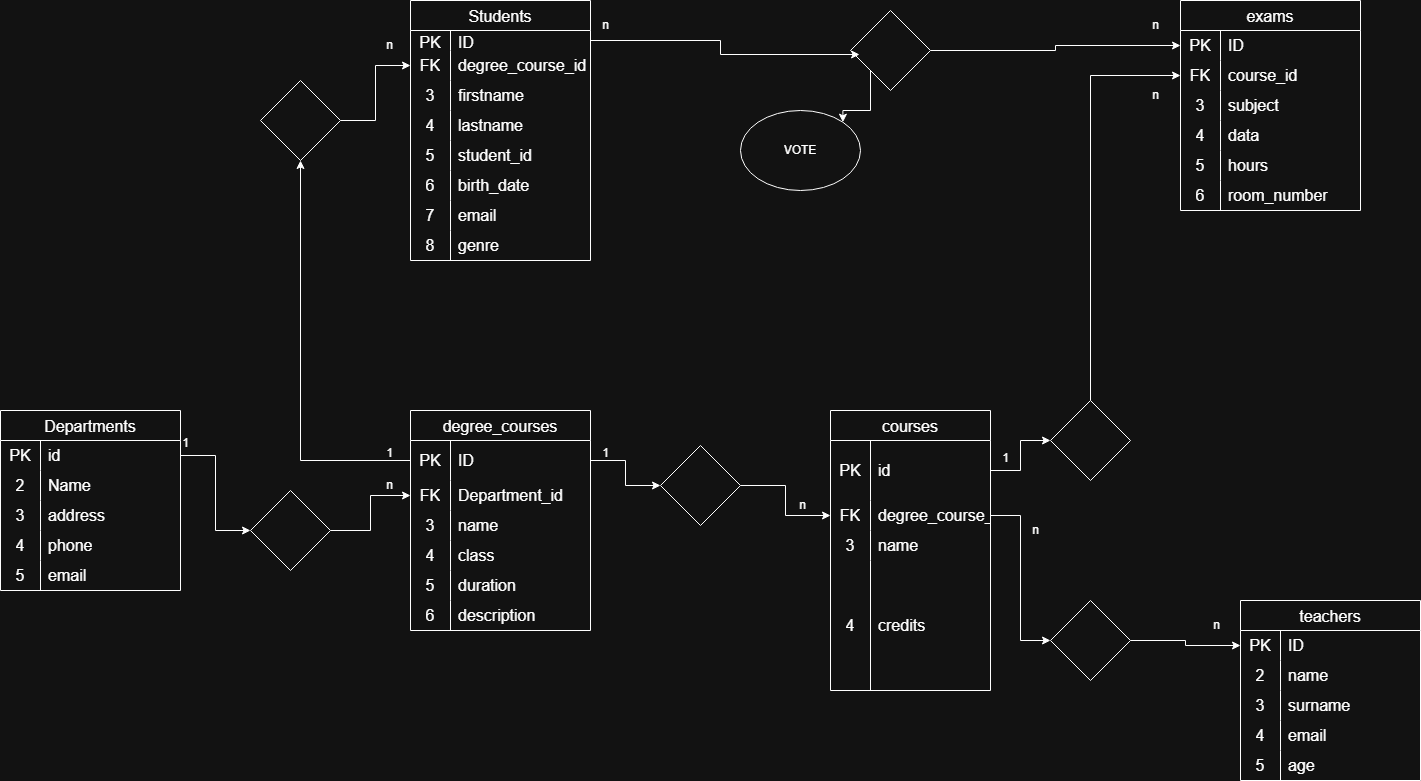 Students
PK ID
FK degree_course_id
3 firstname
4 lastname
5 student_id
6 birth_date
7 email
8 genre
n
n
VOTE
n
exams
PK ID
FK course_id
3 subject
4 data
5 hours
6 room_number
n
Departments
PK id
2 Name
3 address
4 phone
5 email
1
n
1
degree_courses
PK ID
FK Department_id
3 name
4 class
5 duration
6 description
1
n
courses
PK id
FK degree_course_
3 name
4 credits
1
n
n
teachers
PK ID
2 name
3 surname
4 email
5 age